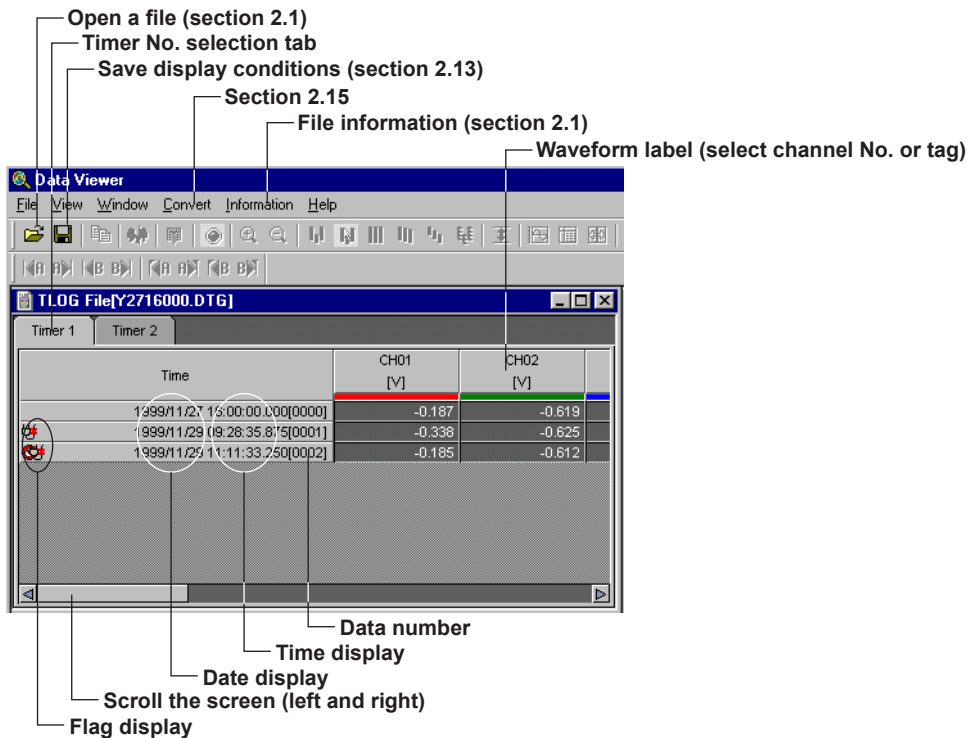 Open a file (section 2.1)
Timer No. selection tab
Save display conditions (section 2.13)
Section 2.15
File information (section 2.1)
Waveform label (select channel No. or tag)
Data Viewer
File View Window Convert Information Help
TLOG File[Y2716000.DTG]
Timer 1 Timer 2
Time CH01 CH02
[V] [V]
1999/11/27 16:00:00.000[0000] -0.187 -0.619
1999/11/29 09:28:35.875[0001] -0.338 -0.625
1999/11/29 11:11:33.250[0002] -0.185 -0.612
Data number
Time display
Date display
Scroll the screen (left and right)
Flag display